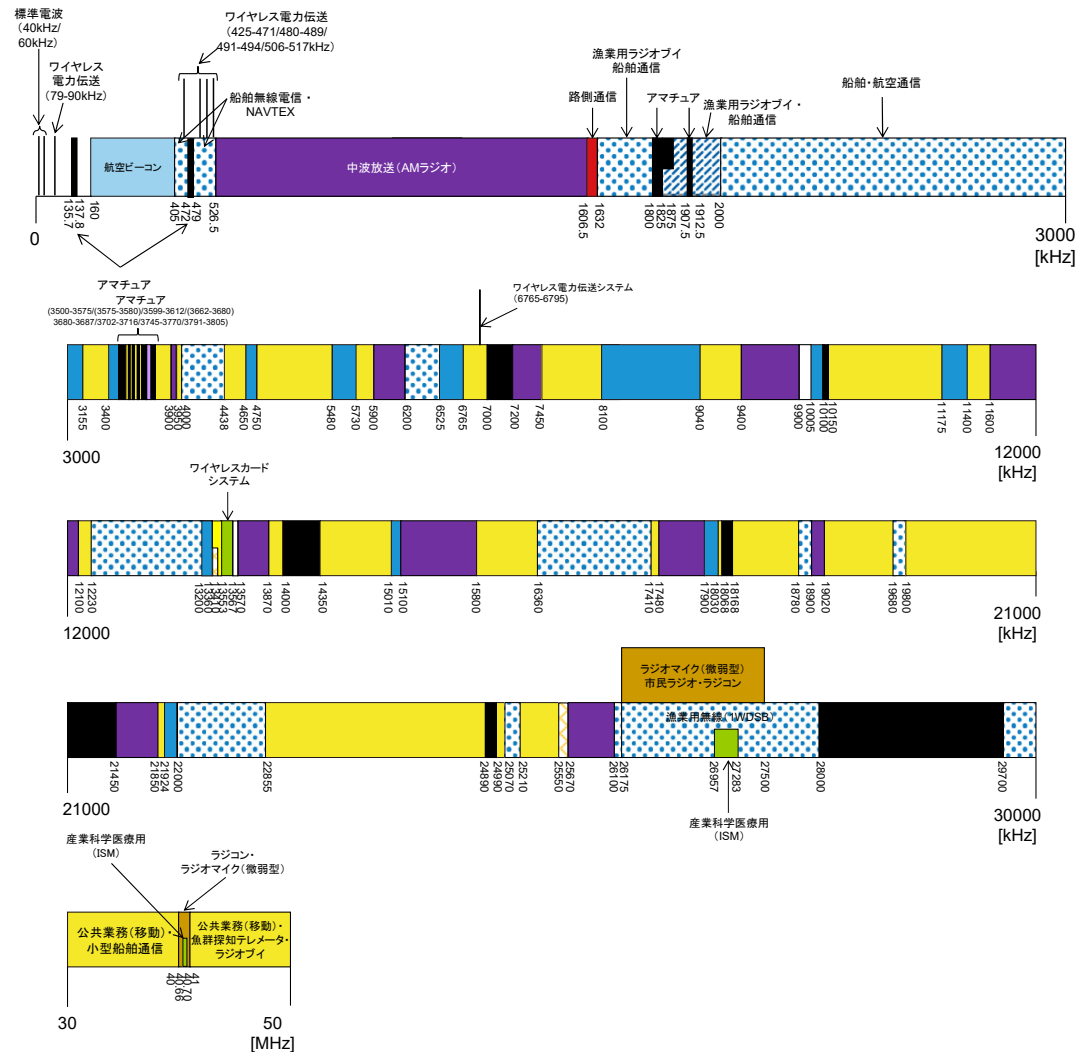 標準電波
(40kHz/
60kHz)
ワイヤレス
電力伝送
(79-90kHz)
ワイヤレス電力伝送
(425-471/480-489/
491-494/506-517kHz)
船舶無線電信・
NAVTEX
路側通信
漁業用ラジオブイ
船舶通信
アマチュア
漁業用ラジオブイ・
船舶通信
船舶・航空通信
航空ビーコン
中波放送(AMラジオ)
0
135.7
137.8
160
405
472
479
526.5
1606.5
1632
1800
1825
1875
1907.5
1912.5
2000
3000
[kHz]
アマチュア
アマチュア
(3500-3575/(3575-3580)/3599-3612/(3662-3680)
3680-3687/3702-3716/3745-3770/3791-3805)
ワイヤレス電力伝送システム
(6765-6795)
3155
3400
3900
3950
4000
4438
4650
4750
5480
5730
5900
6200
6525
6765
7000
7200
7450
8100
9040
9400
9900
10005
10100
10150
11175
11400
11600
3000
12000
[kHz]
ワイヤレスカード
システム
12100
12230
13200
13360
13410
13553
13567
13570
13870
14000
14350
15010
15100
15800
16360
17410
17480
17900
18030
18068
18168
18780
18900
19020
19680
19800
12000
21000
[kHz]
ラジオマイク(微弱型)
市民ラジオ・ラジコン
漁業用無線(1WDSB)
21450
21850
21924
22000
22855
24890
24990
25070
25210
25550
25670
26100
26175
26957
27283
27500
28000
29700
21000
30000
[kHz]
産業科学医療用
(ISM)
産業科学医療用
(ISM)
ラジコン・
ラジオマイク(微弱型)
公共業務(移動)・
小型船舶通信
公共業務(移動)・
魚群探知テレメータ・
ラジオブイ
40
40.66
40.70
41
30
50
[MHz]